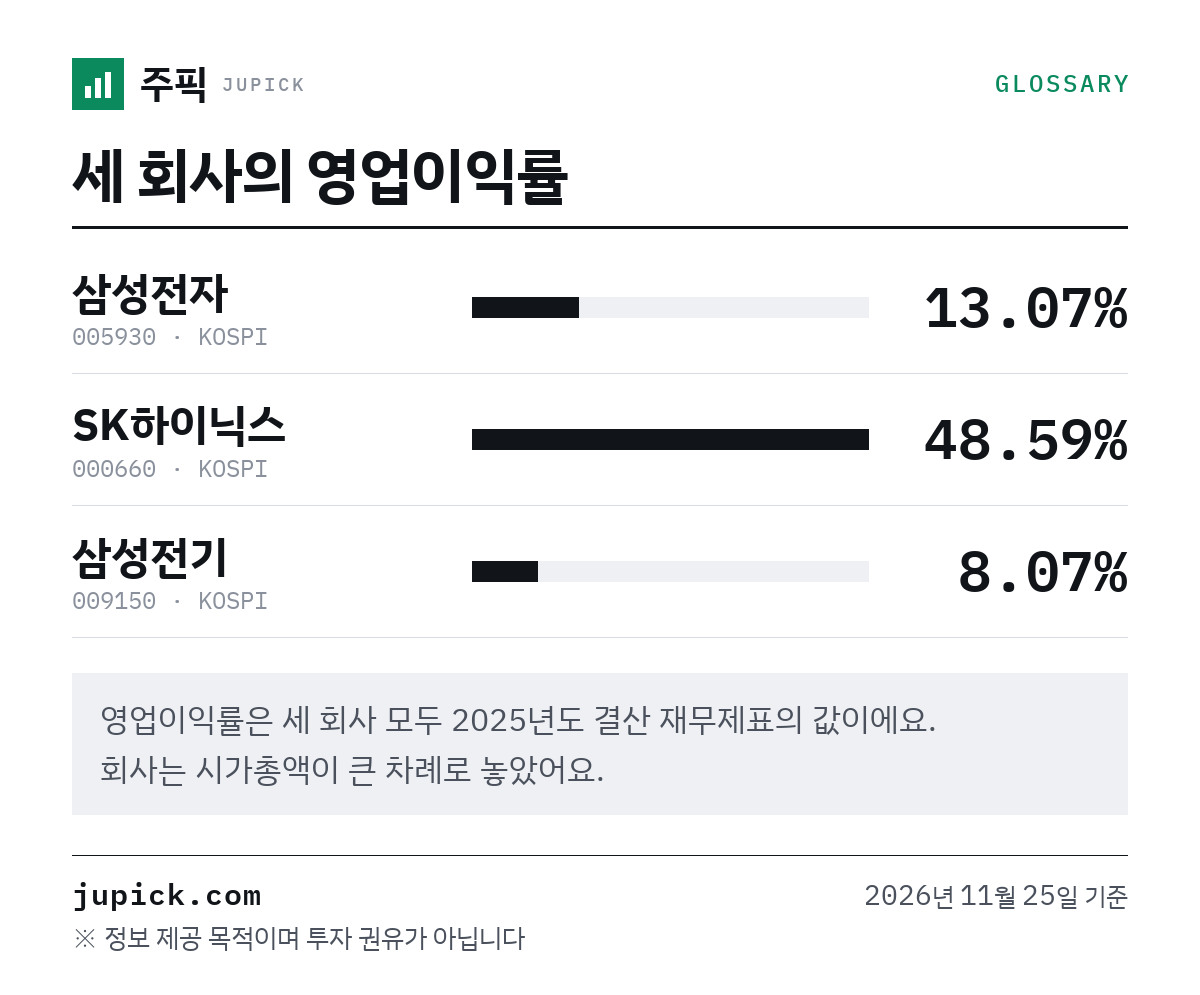 주픽 JUPICK
GLOSSARY
세 회사의 영업이익률
삼성전자
005930 · KOSPI
13.07%
SK하이닉스
000660 · KOSPI
48.59%
삼성전기
009150 · KOSPI
8.07%
영업이익률은 세 회사 모두 2025년도 결산 재무제표의 값이에요.
회사는 시가총액이 큰 차례로 놓았어요.
jupick.com
2026년 11월 25일 기준
※ 정보 제공 목적이며 투자 권유가 아닙니다